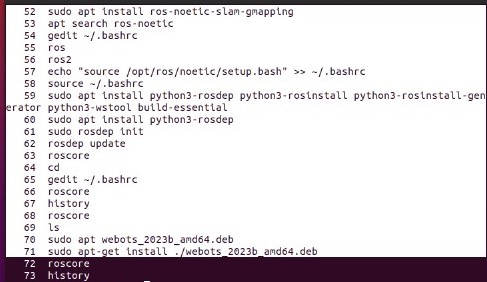 52 sudo apt install ros-noetic-slam-gmapping
53 apt search ros-noetic
54 gedit ~/.bashrc
55 ros
56 ros2
57 echo "source /opt/ros/noetic/setup.bash" >> ~/.bashrc
58 source ~/.bashrc
59 sudo apt install python3-rosdep python3-rosinstall python3-rosinstall-gen
erator python3-wstool build-essential
60 sudo apt install python3-rosdep
61 sudo rosdep init
62 rosdep update
63 roscore
64 cd
65 gedit ~/.bashrc
66 roscore
67 history
68 roscore
69 ls
70 sudo apt webots_2023b_amd64.deb
71 sudo apt-get install ./webots_2023b_amd64.deb
72 roscore
73 history